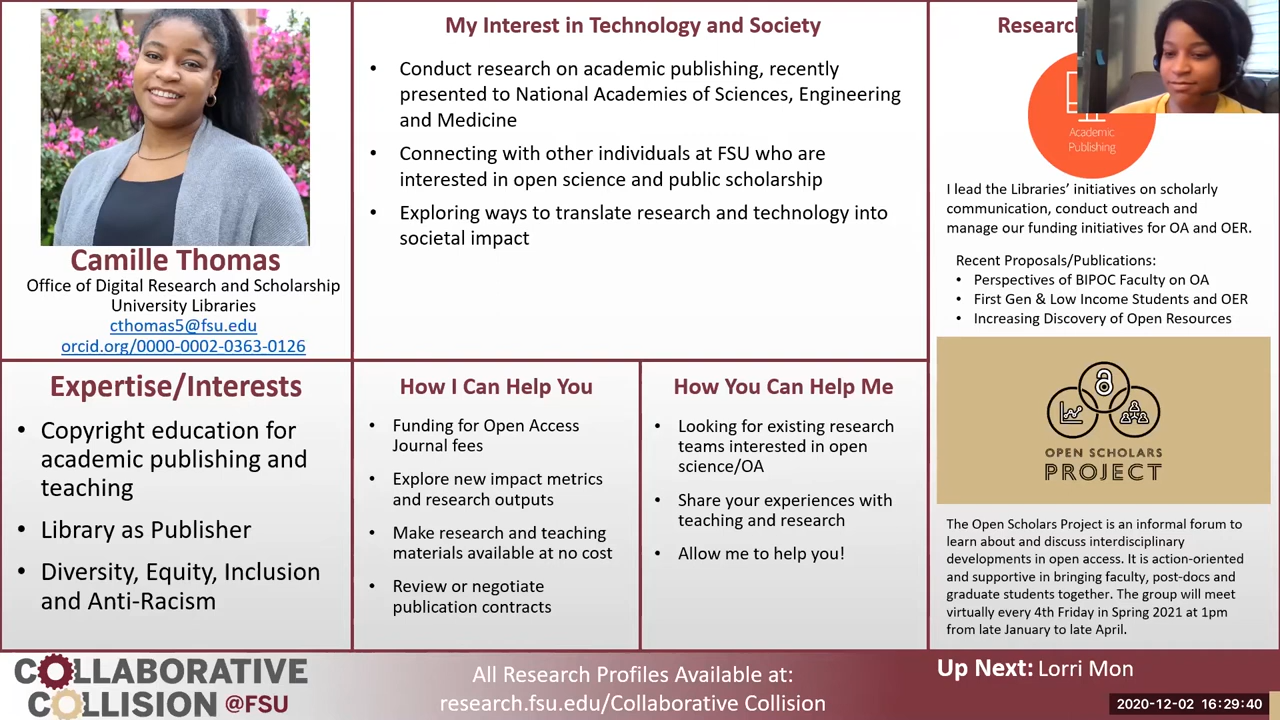 Camille Thomas
Office of Digital Research and Scholarship
University Libraries
cthomas5@fsu.edu
orcid.org/0000-0002-0363-0126
My Interest in Technology and Society
• Conduct research on academic publishing, recently
presented to National Academies of Sciences, Engineering
and Medicine
• Connecting with other individuals at FSU who are
interested in open science and public scholarship
• Exploring ways to translate research and technology into
societal impact
Research
Academic
Publishing
I lead the Libraries’ initiatives on scholarly
communication, conduct outreach and
manage our funding initiatives for OA and OER.
Recent Proposals/Publications:
• Perspectives of BIPOC Faculty on OA
• First Gen & Low Income Students and OER
• Increasing Discovery of Open Resources
OPEN SCHOLARS
PROJECT
The Open Scholars Project is an informal forum to
learn about and discuss interdisciplinary
developments in open access. It is action-oriented
and supportive in bringing faculty, post-docs and
graduate students together. The group will meet
virtually every 4th Friday in Spring 2021 at 1pm
from late January to late April.
Expertise/Interests
• Copyright education for
academic publishing and
teaching
• Library as Publisher
• Diversity, Equity, Inclusion
and Anti-Racism
How I Can Help You
• Funding for Open Access
Journal fees
• Explore new impact metrics
and research outputs
• Make research and teaching
materials available at no cost
• Review or negotiate
publication contracts
How You Can Help Me
• Looking for existing research
teams interested in open
science/OA
• Share your experiences with
teaching and research
• Allow me to help you!
COLLABORATIVE
COLLISION @FSU
All Research Profiles Available at:
research.fsu.edu/Collaborative Collision
Up Next: Lorri Mon
2020-12-02 16:29:40